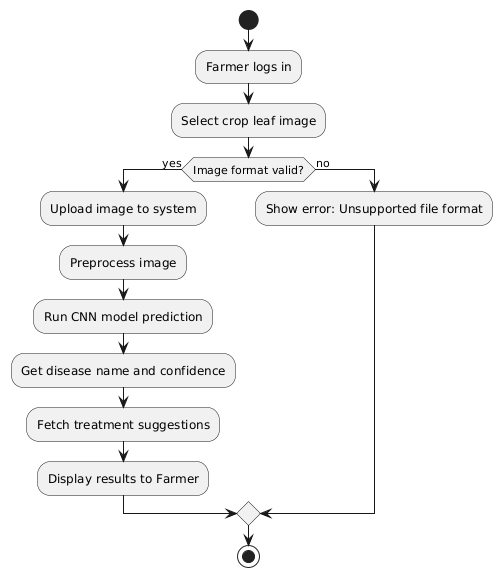 Farmer logs in
Select crop leaf image
Image format valid?
yes
no
Upload image to system
Show error: Unsupported file format
Preprocess image
Run CNN model prediction
Get disease name and confidence
Fetch treatment suggestions
Display results to Farmer